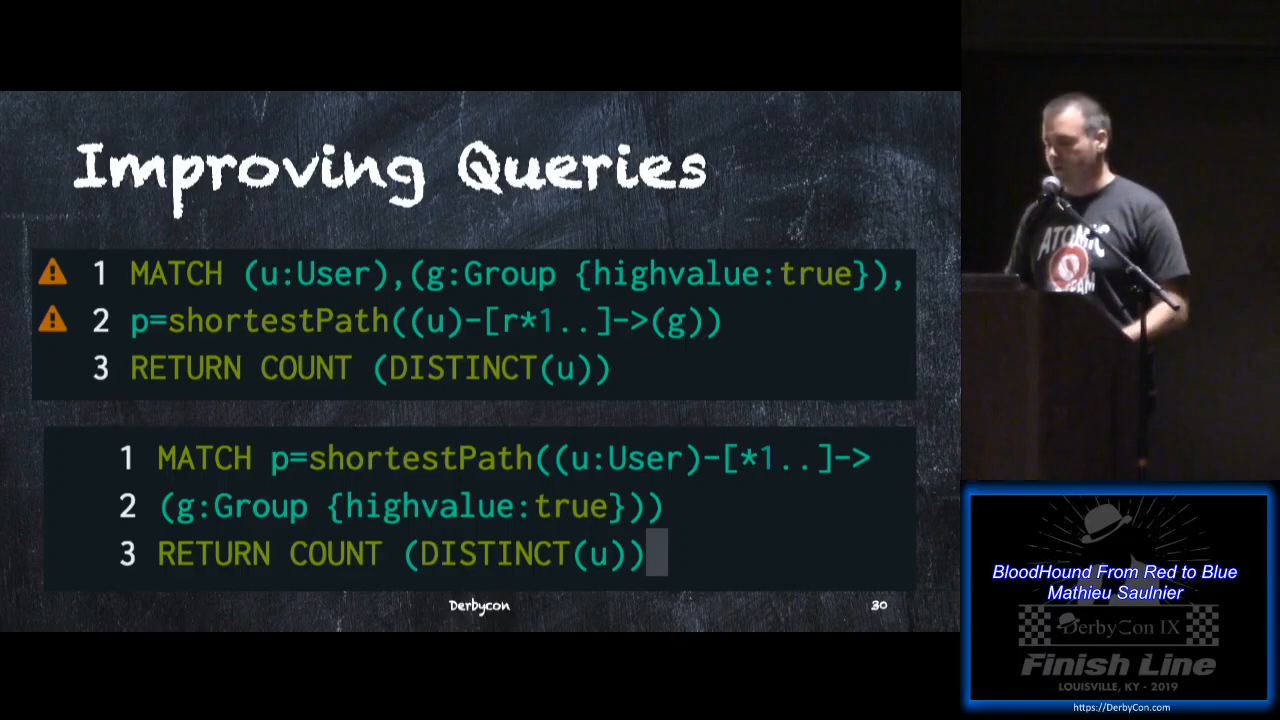 Improving Queries
1 MATCH (u:User),(g:Group {highvalue:true}),
2 p=shortestPath((u)-[r*1..]->(g))
3 RETURN COUNT (DISTINCT(u))
1 MATCH p=shortestPath((u:User)-[*1..]->
2 (g:Group {highvalue:true}))
3 RETURN COUNT (DISTINCT(u))
Derbycon
30
ATOMIC
BloodHound From Red to Blue
Mathieu Saulnier
DerbyCon IX
Finish Line
LOUISVILLE, KY - 2019
https://DerbyCon.com